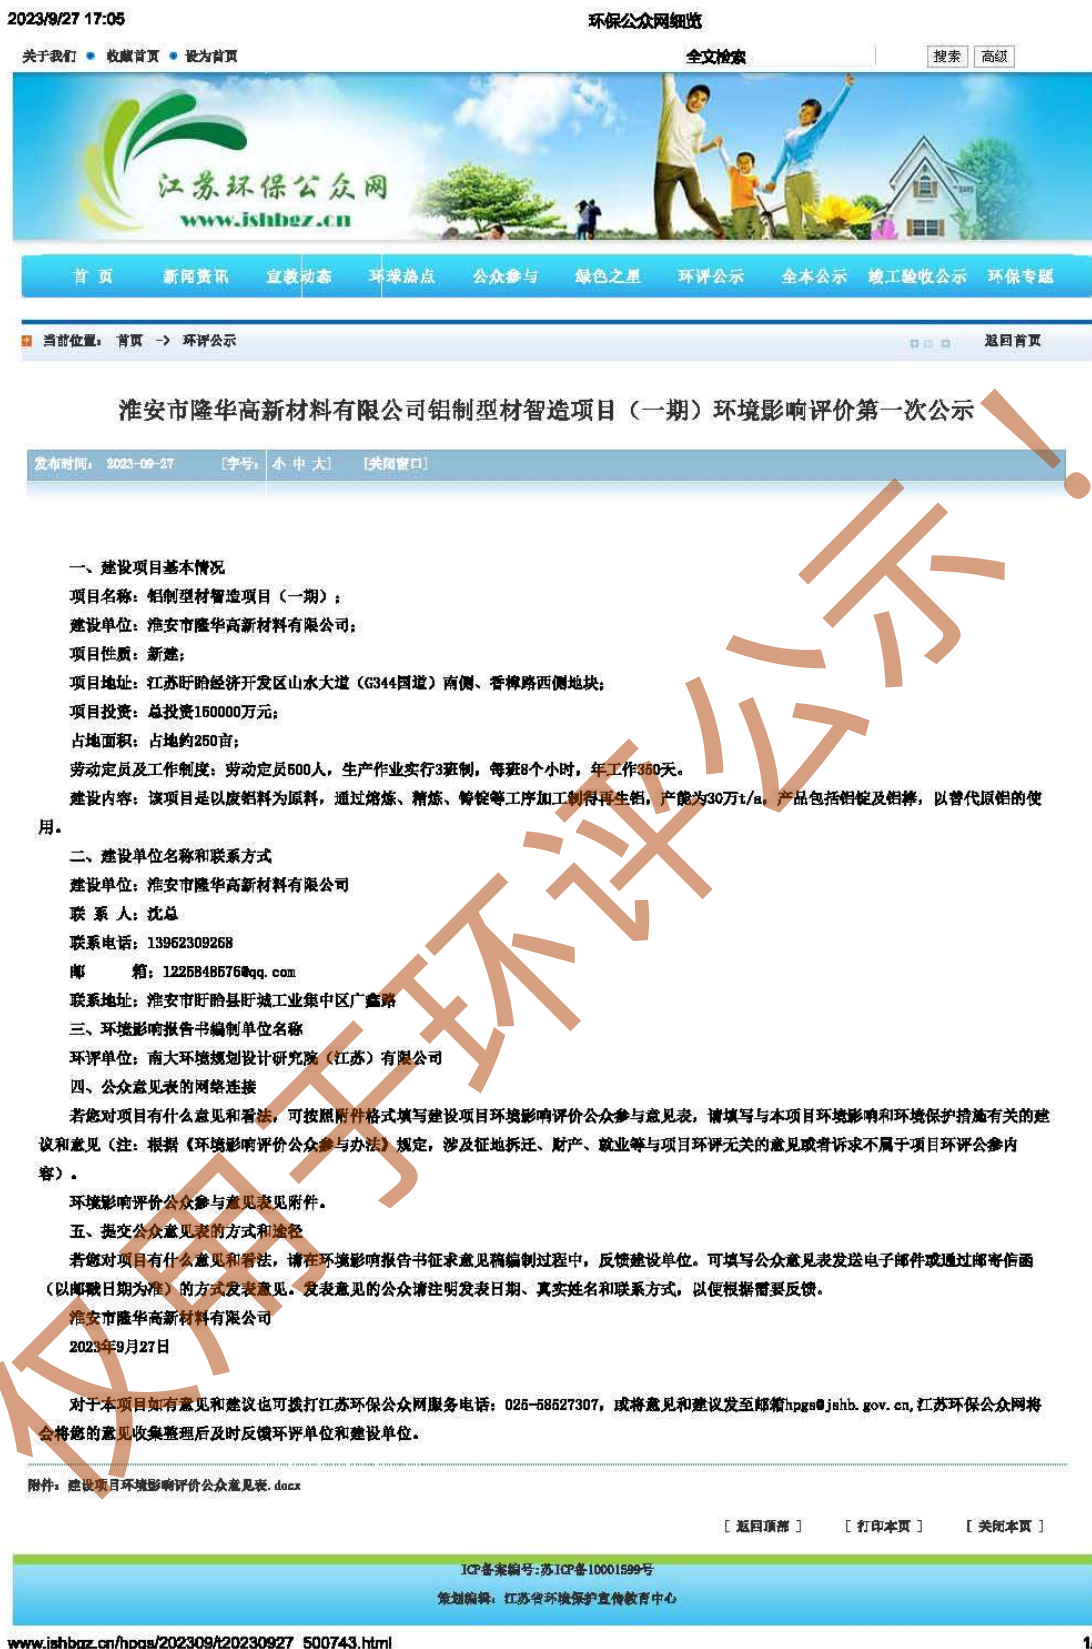 2023/9/27 17:05
环保公众网细览
关于我们 收藏首页 设为首页
全文检索 搜索 高级
江苏环保公众网
www.jshbgz.cn
首 页 新闻资讯 宣教动态 环球热点 公众参与 绿色之星 环评公示 全本公示 竣工验收公示 环保专题
当前位置: 首页 -> 环评公示 返回首页
淮安市隆华高新材料有限公司铝制型材智造项目（一期）环境影响评价第一次公示
发布时间: 2023-09-27 [字号: 小 中 大] [关闭窗口]
一、建设项目基本情况
项目名称：铝制型材智造项目（一期）;
建设单位：淮安市隆华高新材料有限公司;
项目性质：新建;
项目地址：江苏盱眙经济开发区山水大道（G344国道）南侧、香樟路西侧地块;
项目投资：总投资150000万元;
占地面积：占地约250亩;
劳动定员及工作制度：劳动定员500人，生产作业实行3班制，每班8个小时，年工作350天。
建设内容：该项目是以废铝料为原料，通过熔炼、精炼、铸锭等工序加工制得再生铝，产能为30万t/a，产品包括铝锭及铝棒，以替代原铝的使
用。
二、建设单位名称和联系方式
建设单位：淮安市隆华高新材料有限公司
联 系 人：沈总
联系电话：13962309268
邮 箱：1225848576@qq.com
联系地址：淮安市盱眙县盱城工业集中区广鑫路
三、环境影响报告书编制单位名称
环评单位：南大环境规划设计研究院（江苏）有限公司
四、公众意见表的网络连接
若您对项目有什么意见和看法，可按照附件格式填写建设项目环境影响评价公众参与意见表，请填写与本项目环境影响和环境保护措施有关的建
议和意见（注：根据《环境影响评价公众参与办法》规定，涉及征地拆迁、财产、就业等与项目环评无关的意见或者诉求不属于项目环评公参内
容）。
环境影响评价公众参与意见表见附件。
五、提交公众意见表的方式和途径
若您对项目有什么意见和看法，请在环境影响报告书征求意见稿编制过程中，反馈建设单位。可填写公众意见表发送电子邮件或通过邮寄信函
（以邮戳日期为准）的方式发表意见。发表意见的公众请注明发表日期、真实姓名和联系方式，以便根据需要反馈。
淮安市隆华高新材料有限公司
2023年9月27日
对于本项目如有意见和建议也可拨打江苏环保公众网服务电话：025-58527307，或将意见和建议发至邮箱hpgs@jshb.gov.cn,江苏环保公众网将
会将您的意见收集整理后及时反馈环评单位和建设单位。
附件：建设项目环境影响评价公众意见表.docx
[ 返回顶部 ] [ 打印本页 ] [ 关闭本页 ]
ICP备案编号:苏ICP备10001599号
策划编辑：江苏省环境保护宣传教育中心
www.jshbgz.cn/hpgs/202309/t20230927_500743.html
仅用于环评公示！